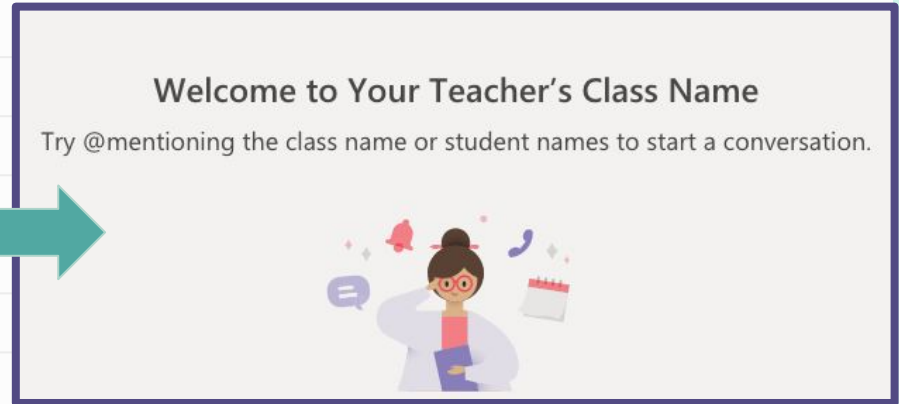 Welcome to Your Teacher's Class Name
Try @mentioning the class name or student names to start a conversation.